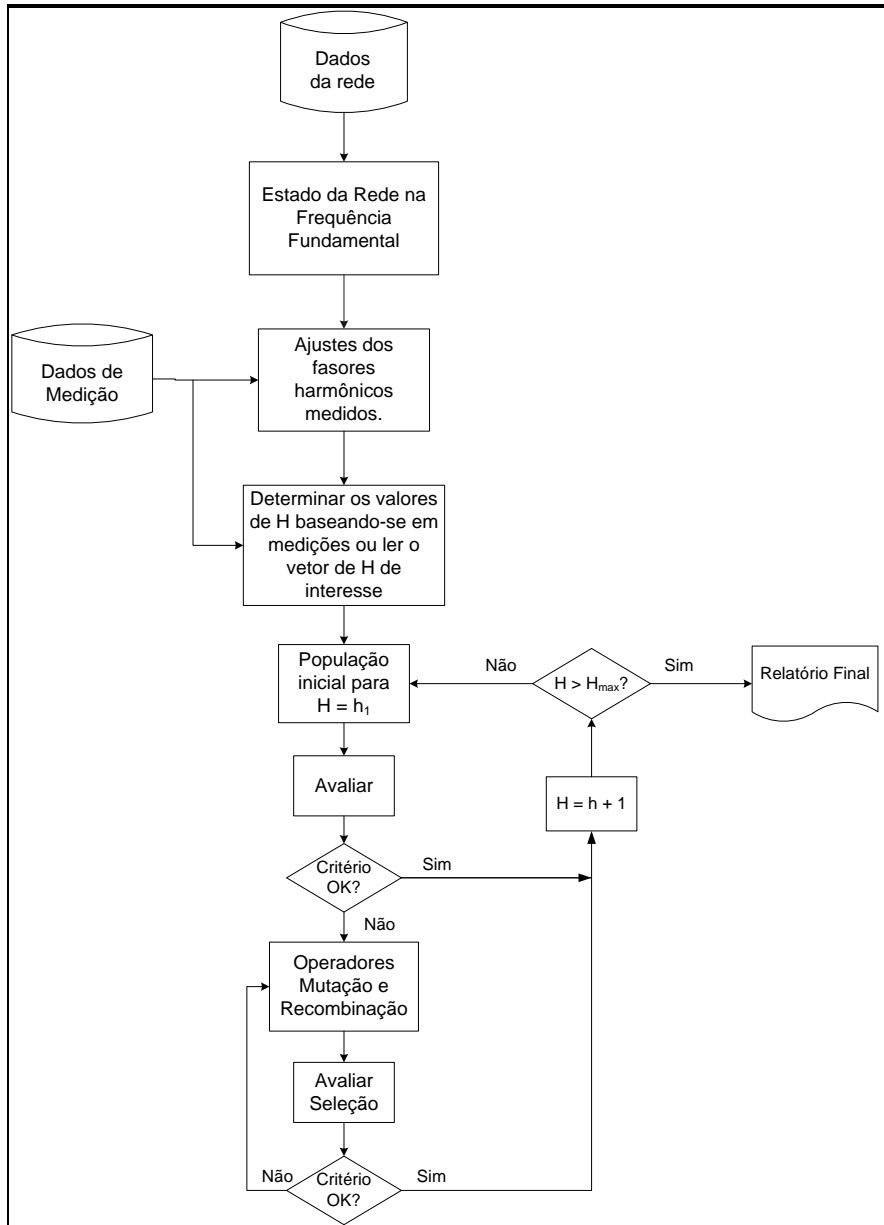 Dados
da rede
Estado da Rede na
Frequência
Fundamental
Dados de
Medição
Ajustes dos
fasores
harmônicos
medidos.
Determinar os valores
de H baseando-se em
medições ou ler o
vetor de H de
interesse
População
inicial para
H = h₁
Não
H > Hₘₐₓ?
Sim
Relatório Final
Avaliar
H = h + 1
Critério
OK?
Sim
Não
Operadores
Mutação e
Recombinação
Avaliar
Seleção
Não
Critério
OK?
Sim